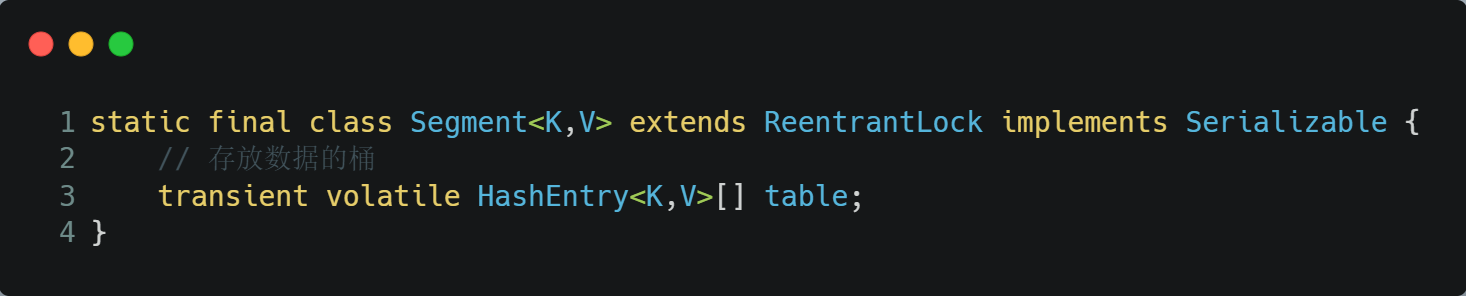 1 static final class Segment<K,V> extends ReentrantLock implements Serializable {
2     // 存放数据的桶
3     transient volatile HashEntry<K,V>[] table;
4 }